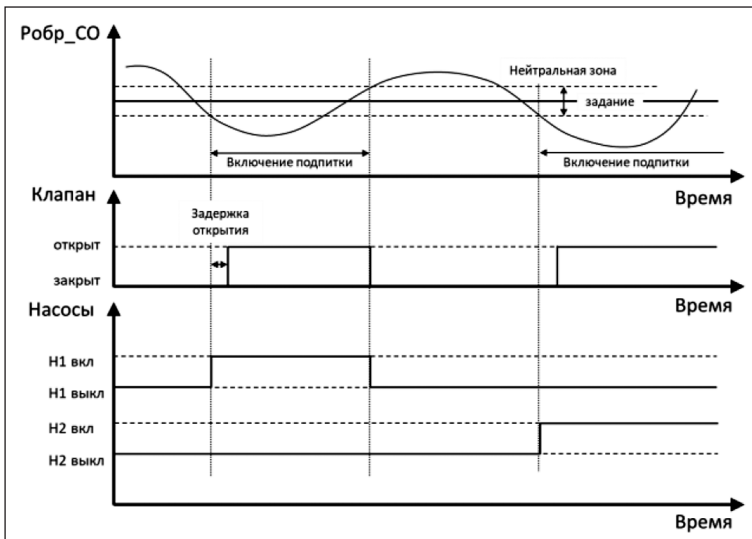 Робр_СО
Нейтральная зона
задание
Включение подпитки
Включение подпитки
Время
Клапан
Задержка
открытия
открыт
закрыт
Время
Насосы
Н1 вкл
Н1 выкл
Н2 вкл
Н2 выкл
Время